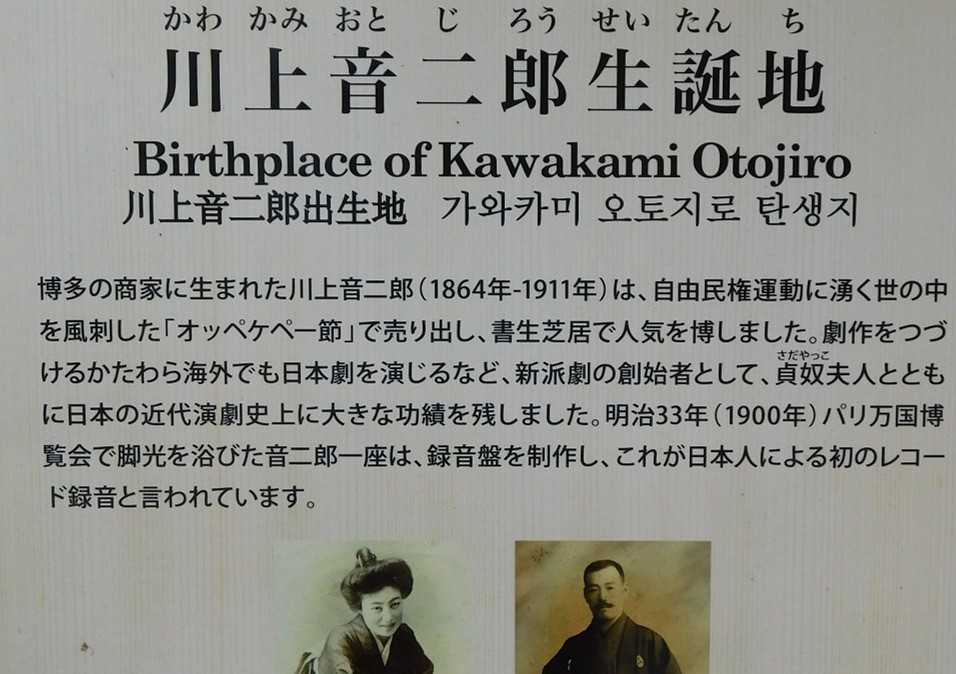 かわ かみ おと じ ろう せい たん ち
川上音二郎生誕地
Birthplace of Kawakami Otojiro
川上音二郎出生地 가와카미 오토지로 탄생지
博多の商家に生まれた川上音二郎（1864年-1911年）は、自由民権運動に湧く世の中
を風刺した「オッペケペー節」で売り出し、書生芝居で人気を博しました。劇作をつづ
さだやっこ
けるかたわら海外でも日本劇を演じるなど、新派劇の創始者として、貞奴夫人ととも
に日本の近代演劇史上に大きな功績を残しました。明治33年（1900年）パリ万国博
覧会で脚光を浴びた音二郎一座は、録音盤を制作し、これが日本人による初のレコー
ド録音と言われています。